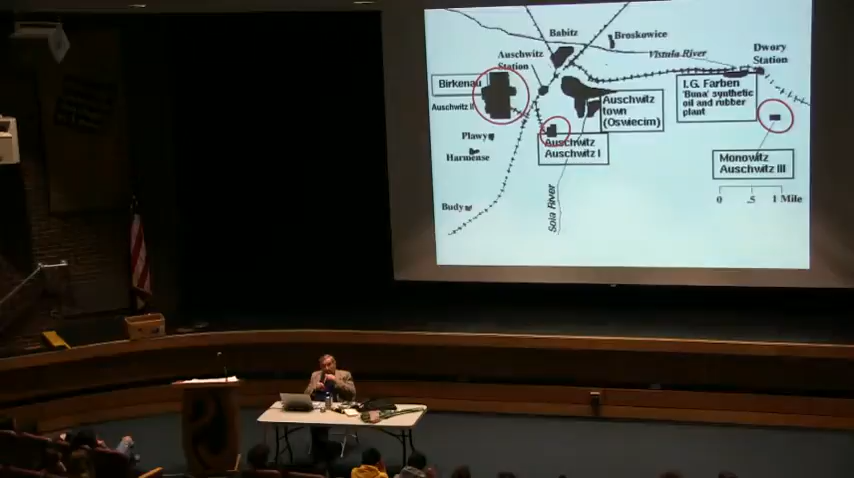 Babitz
Broskowice
Vistula River
Dwory
Station
Auschwitz
Station
Birkenau
Auschwitz II
I.G. Farben
'Buna' synthetic
oil and rubber
plant
Auschwitz
town
(Oswiecim)
Plawy
Harmense
Auschwitz
Auschwitz I
Monowitz
Auschwitz III
Budy
Sola River
0 .5 1 Mile